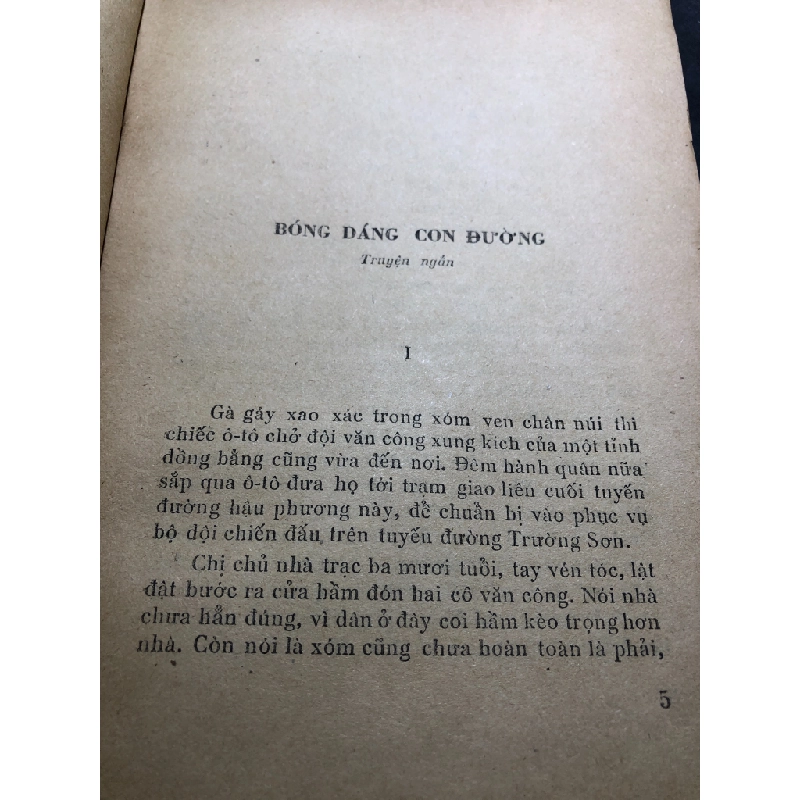 BÓNG DÁNG CON ĐƯỜNG
Truyện ngắn
I
Gà gáy xao xác trong xóm ven chân núi thì
chiếc ô-tô chở đội văn công xung kích của một tỉnh
đồng bằng cũng vừa đến nơi. Đêm hành quân nữa
sắp qua ô-tô đưa họ tới trạm giao liên cuối tuyến
đường hậu phương này, để chuẩn bị vào phục vụ
bộ đội chiến đấu trên tuyếu đường Trường Sơn.
Chị chủ nhà trạc ba mươi tuổi, tay vén tóc, lật
đật bước ra cửa hầm đón hai cô văn công. Nói nhà
chưa hẳn đúng, vì dân ở đây coi hầm kèo trọng hơn
nhà. Còn nói là xóm cũng chưa hoàn toàn là phải,
5